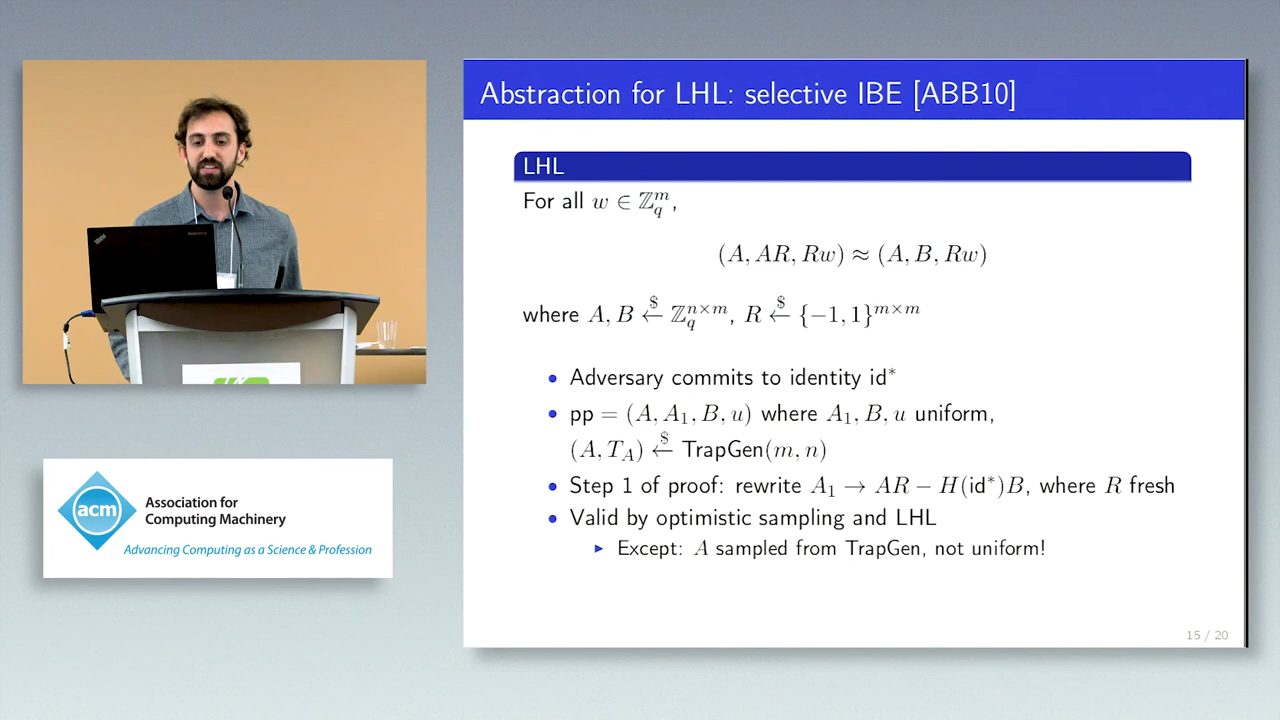 Abstraction for LHL: selective IBE [ABB10]
LHL
For all w ∈ ℤ_q^m,
(A, AR, Rw) ≈ (A, B, Rw)
where A, B ←$ ℤ_q^{n×m}, R ←$ {−1, 1}^{m×m}
• Adversary commits to identity id*
• pp = (A, A₁, B, u) where A₁, B, u uniform,
(A, T_A) ←$ TrapGen(m, n)
• Step 1 of proof: rewrite A₁ → AR − H(id*)B, where R fresh
• Valid by optimistic sampling and LHL
▶ Except: A sampled from TrapGen, not uniform!
15 / 20
acm
Association for
Computing Machinery
Advancing Computing as a Science & Profession